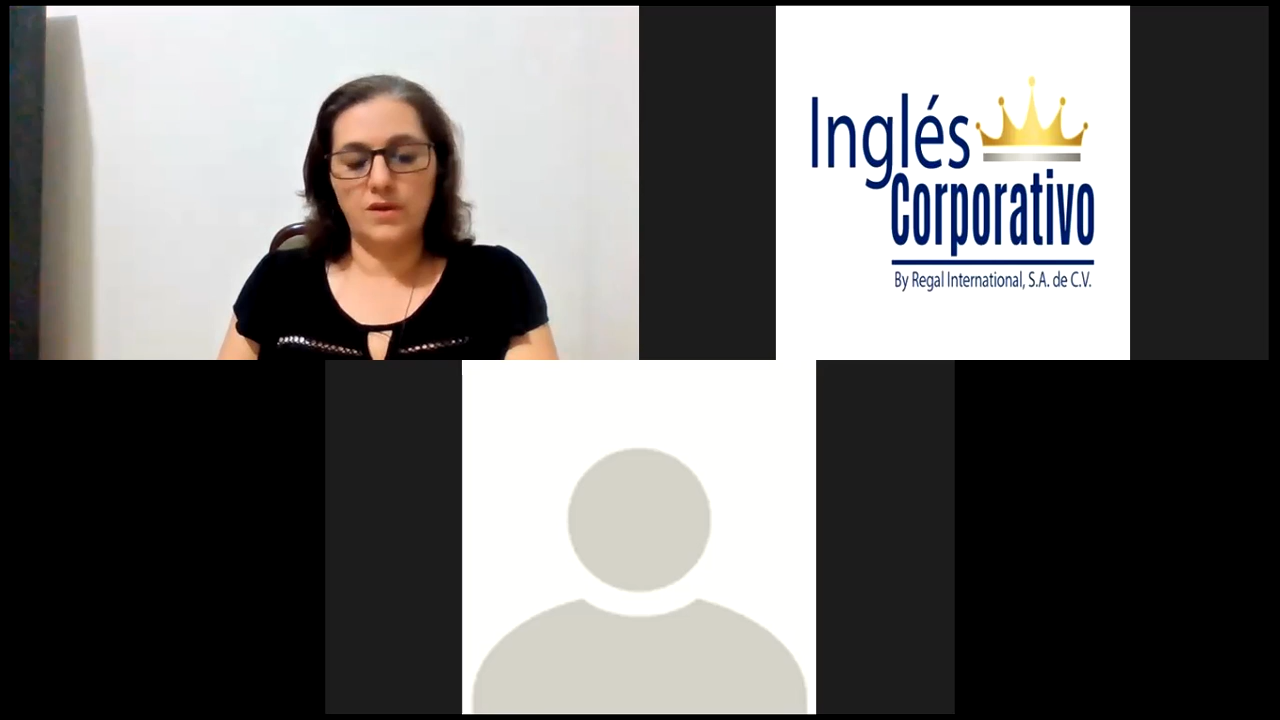 Inglés
Corporativo
By Regal International, S.A. de C.V.